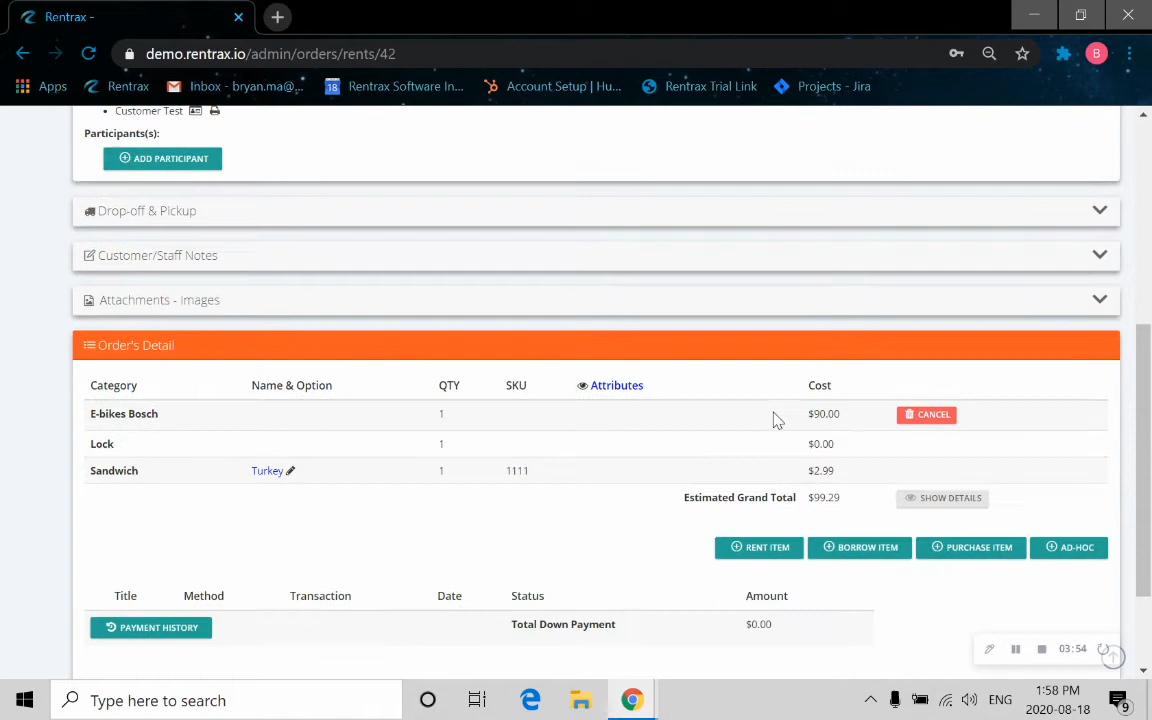 Rentrax -
demo.rentrax.io/admin/orders/rents/42
B
Apps Rentrax Inbox - bryan.ma@... 18 Rentrax Software In... Account Setup | Hu... Rentrax Trial Link Projects - Jira
Customer Test
Participants(s):
ADD PARTICIPANT
Drop-off & Pickup
Customer/Staff Notes
Attachments - images
Order's Detail
Category Name & Option QTY SKU Attributes Cost
E-bikes Bosch 1 $90.00 CANCEL
Lock 1 $0.00
Sandwich Turkey 1 1111 $2.99
Estimated Grand Total $99.29 SHOW DETAILS
RENT ITEM BORROW ITEM PURCHASE ITEM AD-HOC
Title Method Transaction Date Status Amount
PAYMENT HISTORY Total Down Payment $0.00
03:54
Type here to search ENG 1:58 PM
2020-08-18 9